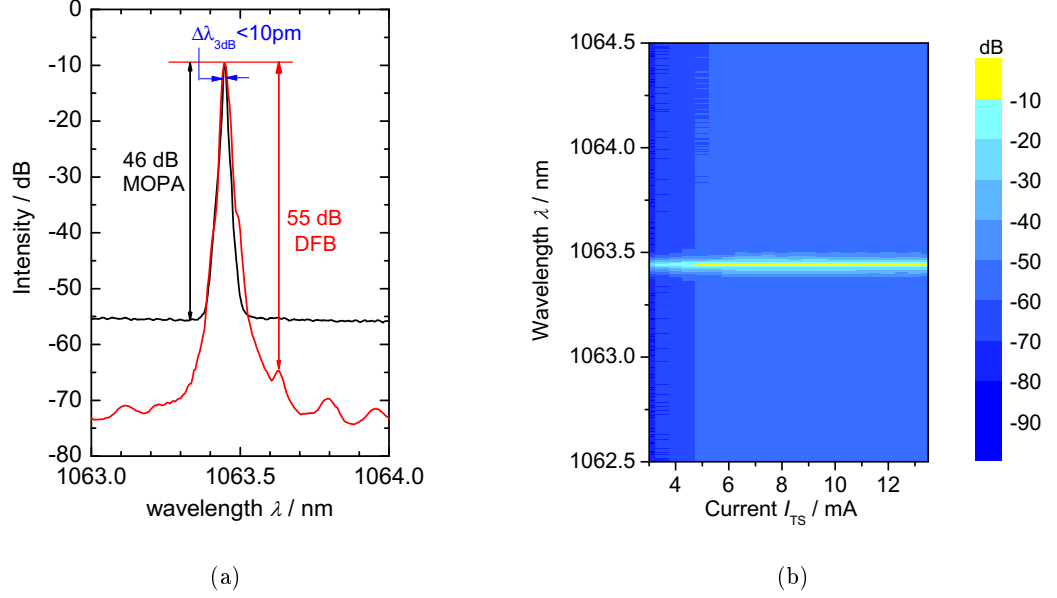 0
-10
-20
-30
-40
-50
-60
-70
-80
Intensity / dB
Δλ3dB<10pm
46 dB
MOPA
55 dB
DFB
1063.0
1063.5
1064.0
wavelength λ / nm
(a)
1064.5
1064.0
1063.5
1063.0
1062.5
Wavelength λ / nm
4
6
8
10
12
Current ITS / mA
dB
-10
-20
-30
-40
-50
-60
-70
-80
-90
(b)